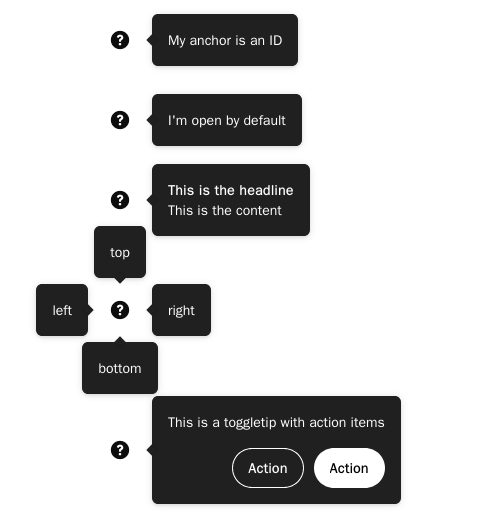 ?
My anchor is an ID
?
I'm open by default
?
This is the headline
This is the content
top
left
?
right
bottom
This is a toggletip with action items
?
Action
Action